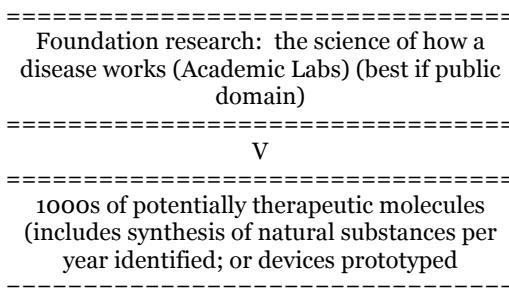 ==================================
Foundation research:  the science of how a
disease works (Academic Labs) (best if public
domain)
==================================
V
==================================
1000s of potentially therapeutic molecules
(includes synthesis of natural substances per
year identified; or devices prototyped
==================================